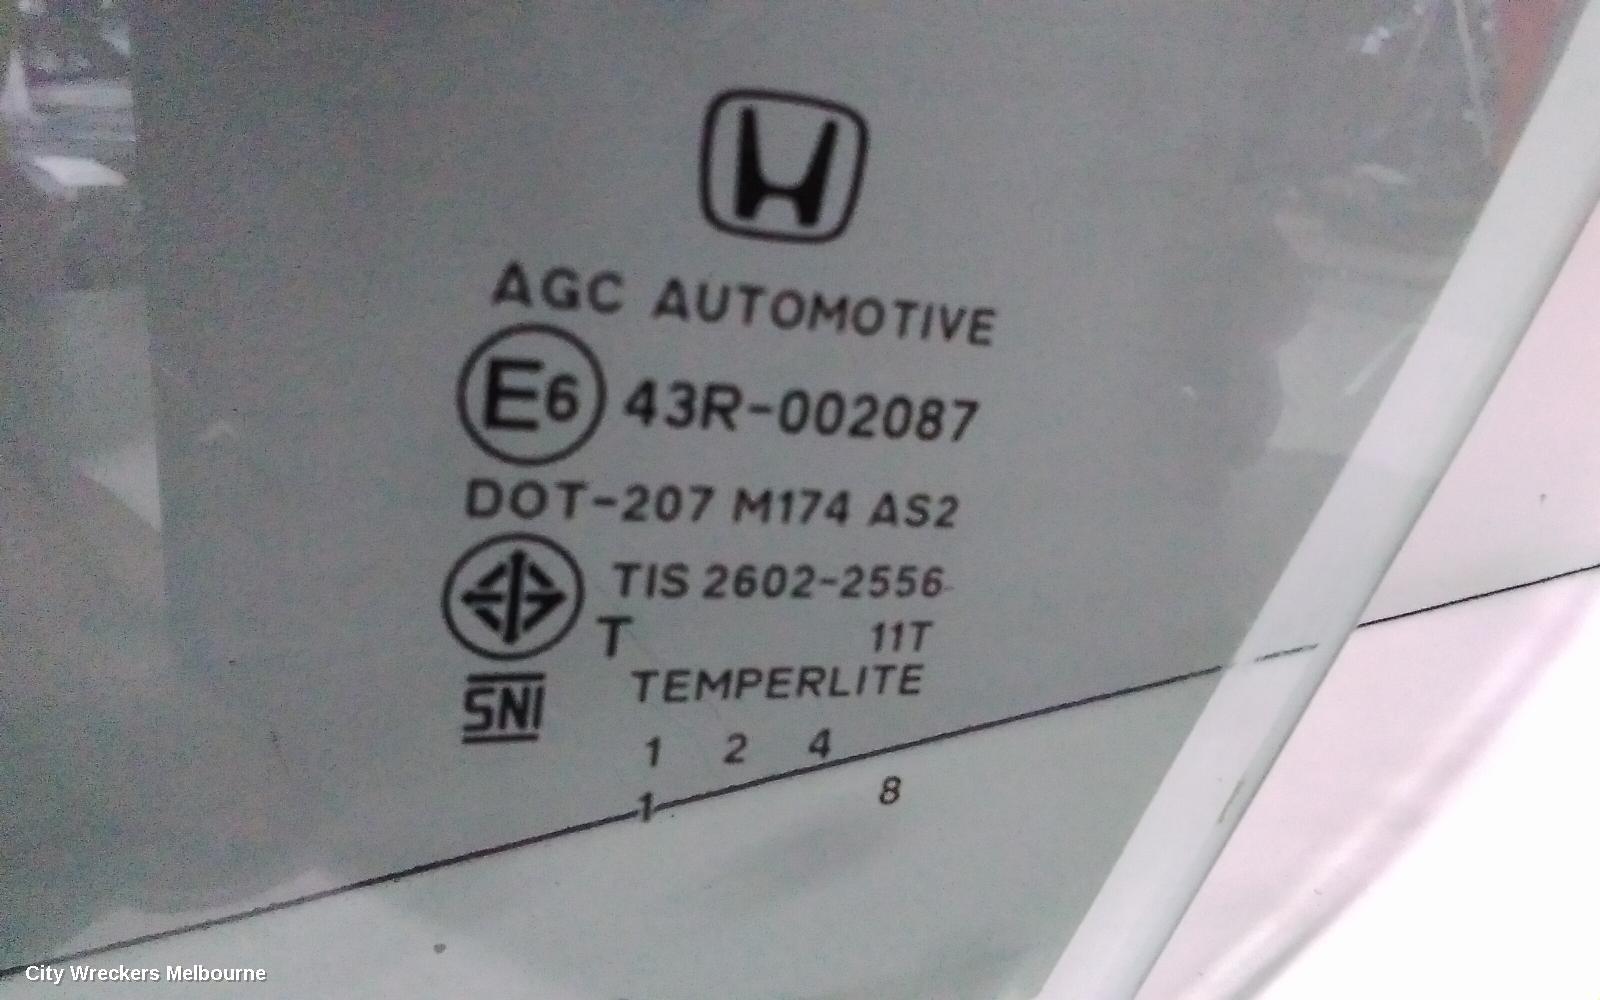 AGC AUTOMOTIVE
E6 43R-002087
DOT-207 M174 AS2
TIS 2602-2556
T 11T
TEMPERLITE
SNI
1 2 4
1 8
City Wreckers Melbourne